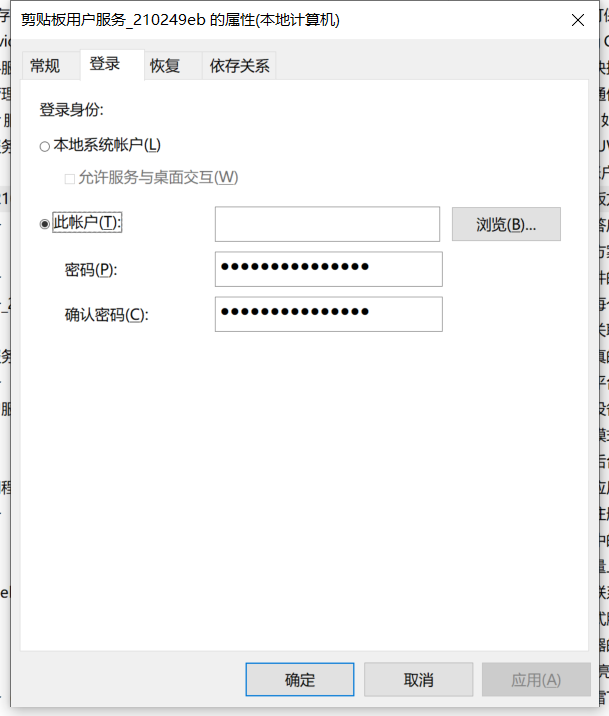 剪贴板用户服务_210249eb 的属性(本地计算机)
常规 登录 恢复 依存关系
登录身份:
本地系统帐户(L)
允许服务与桌面交互(W)
此帐户(T):
浏览(B)...
密码(P): ●●●●●●●●●●●●●●●
确认密码(C): ●●●●●●●●●●●●●●●
确定 取消 应用(A)